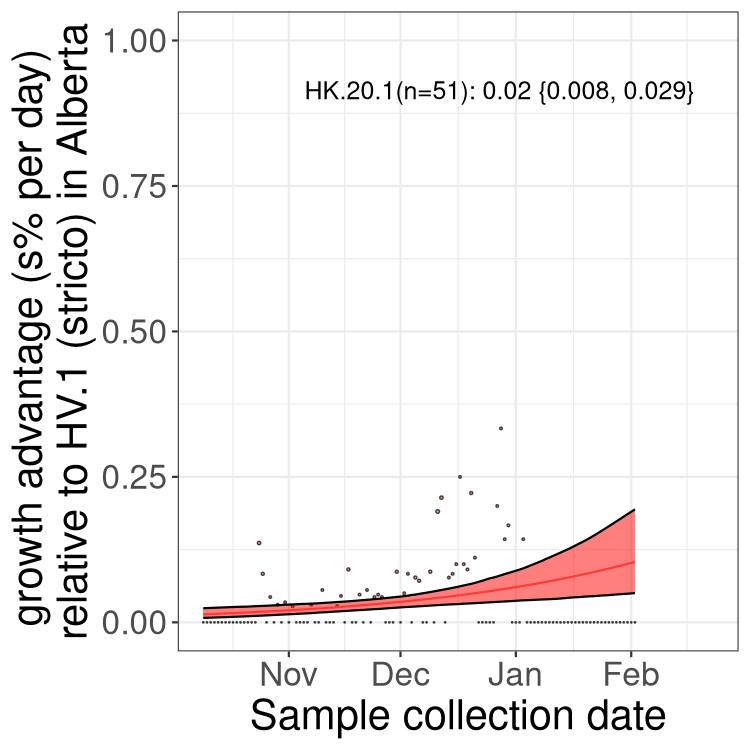 growth advantage (s% per day)
relative to HV.1 (stricto) in Alberta
1.00
0.75
0.50
0.25
0.00
HK.20.1(n=51): 0.02 {0.008, 0.029}
Nov Dec Jan Feb
Sample collection date